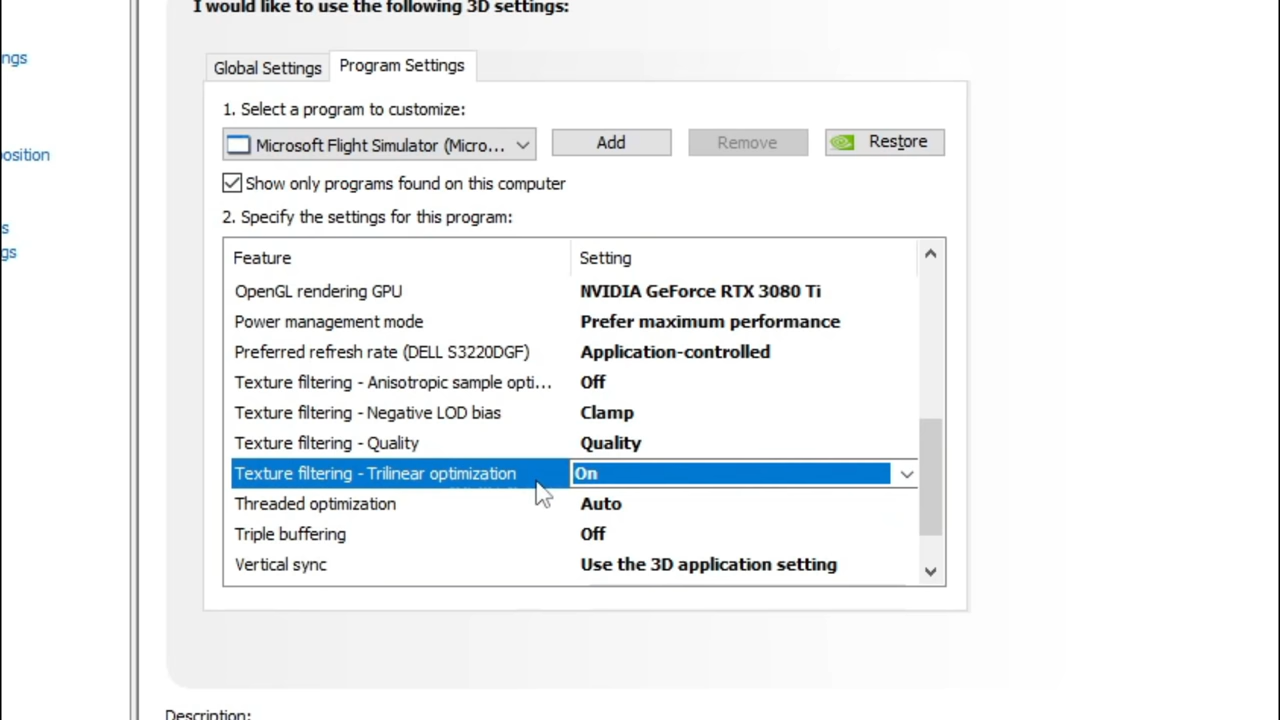 I would like to use the following 3D settings:
ngs
osition
s
gs
Global Settings
Program Settings
1. Select a program to customize:
Microsoft Flight Simulator (Micro...
Add
Remove
Restore
Show only programs found on this computer
2. Specify the settings for this program:
Feature Setting
OpenGL rendering GPU NVIDIA GeForce RTX 3080 Ti
Power management mode Prefer maximum performance
Preferred refresh rate (DELL S3220DGF) Application-controlled
Texture filtering - Anisotropic sample opti... Off
Texture filtering - Negative LOD bias Clamp
Texture filtering - Quality Quality
Texture filtering - Trilinear optimization On
Threaded optimization Auto
Triple buffering Off
Vertical sync Use the 3D application setting
Description: